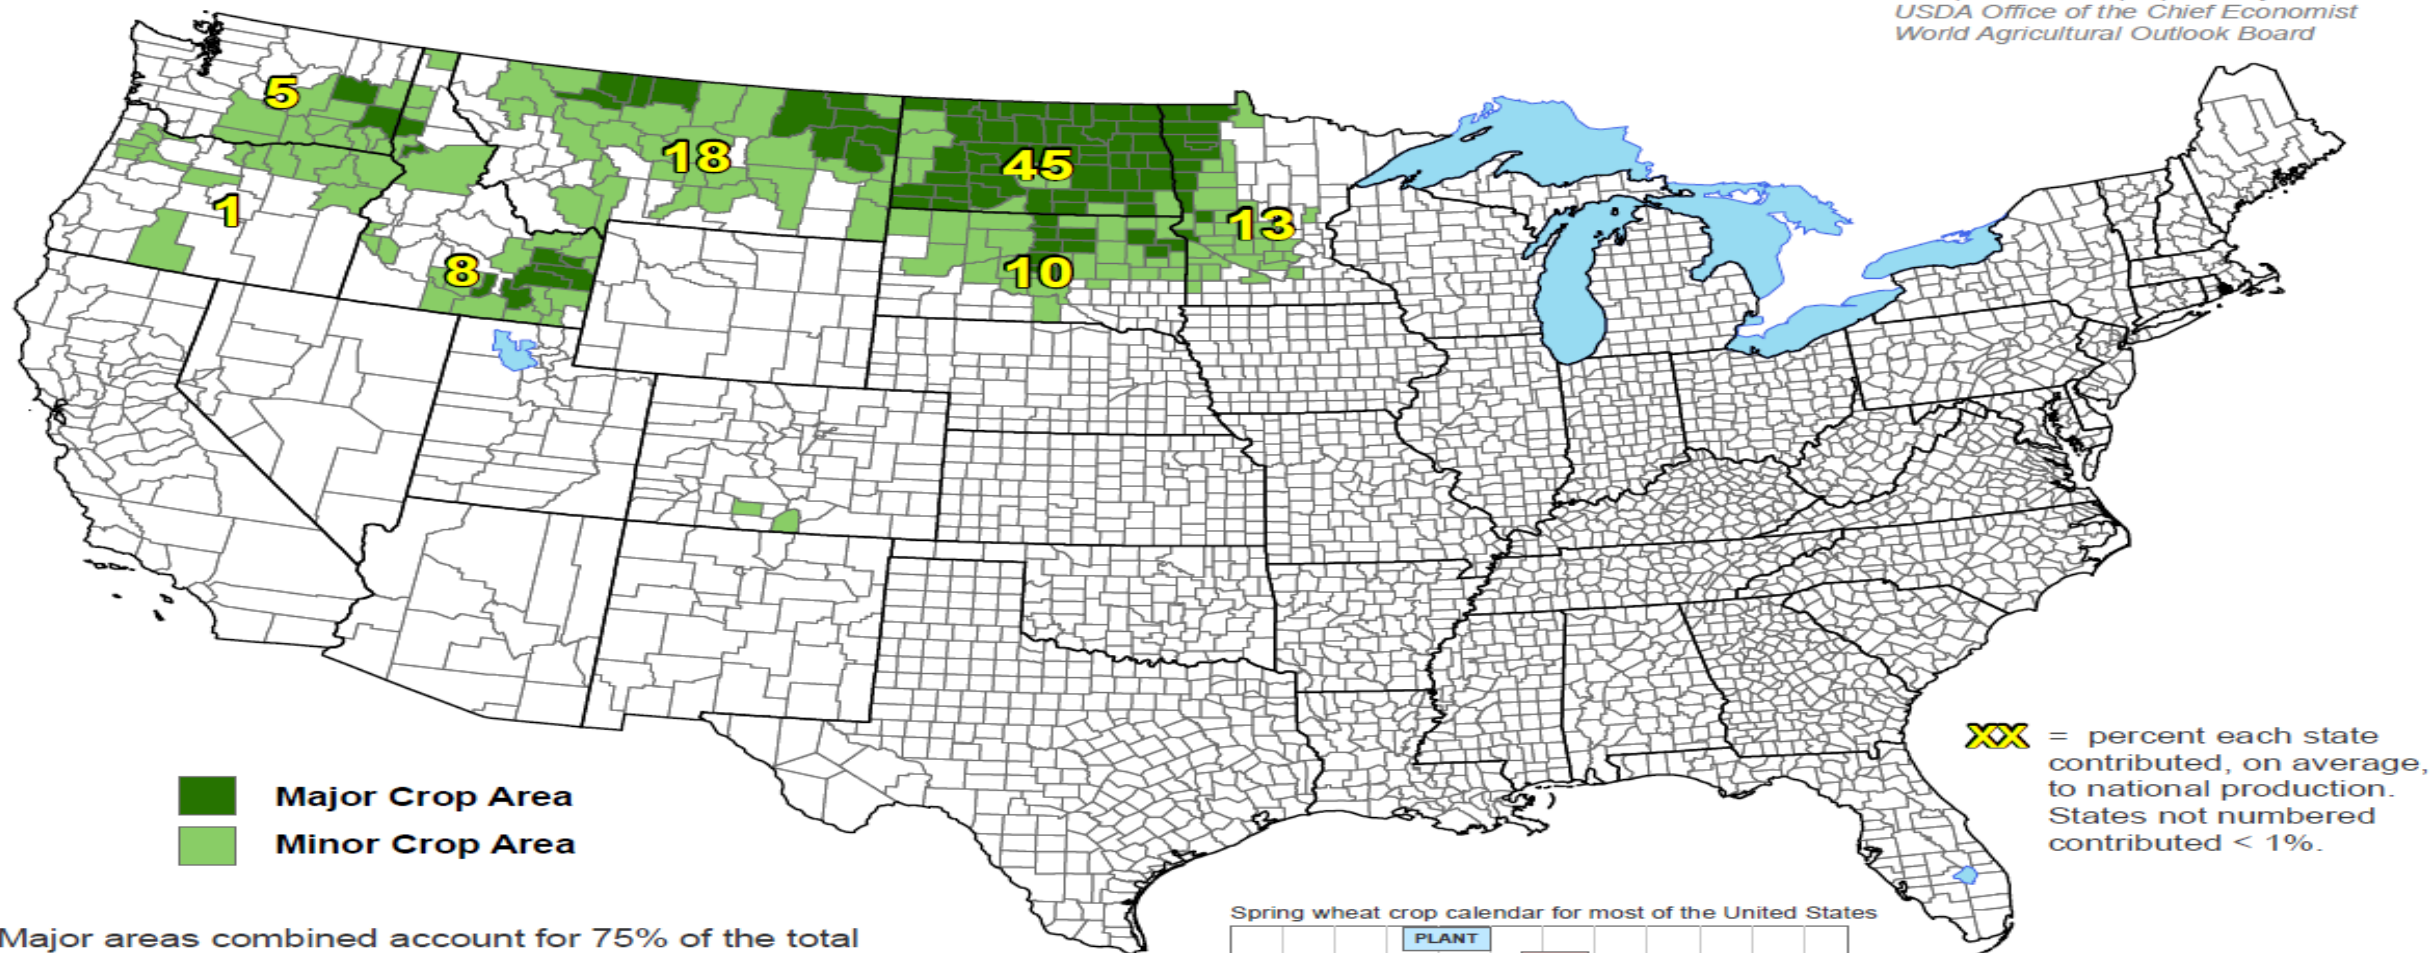 USDA Office of the Chief Economist
World Agricultural Outlook Board
5
18
45
1
13
8
10
XX = percent each state
contributed, on average,
to national production.
States not numbered
contributed < 1%.
Major Crop Area
Minor Crop Area
Major areas combined account for 75% of the total
Spring wheat crop calendar for most of the United States
PLANT